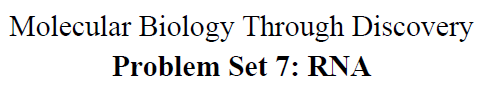 Molecular Biology Through Discovery
Problem Set 7: RNA